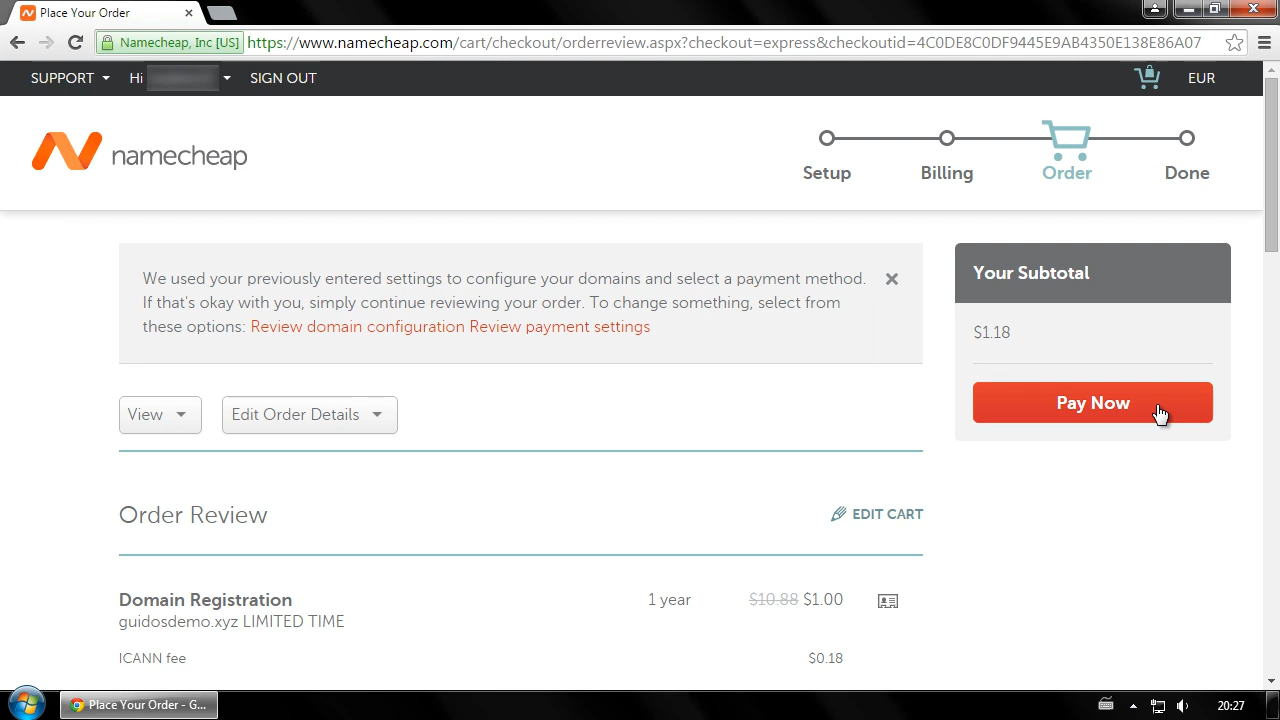 Place Your Order
Namecheap, Inc [US] https://www.namecheap.com/cart/checkout/orderreview.aspx?checkout=express&checkoutid=4C0DE8C0DF9445E9AB4350E138E86A07
SUPPORT Hi SIGN OUT EUR
namecheap
Setup Billing Order Done
We used your previously entered settings to configure your domains and select a payment method.
If that's okay with you, simply continue reviewing your order. To change something, select from
these options: Review domain configuration Review payment settings
Your Subtotal
$1.18
Pay Now
View Edit Order Details
Order Review EDIT CART
Domain Registration 1 year $10.88 $1.00
guidosdemo.xyz LIMITED TIME
ICANN fee $0.18
Place Your Order - G... 20:27